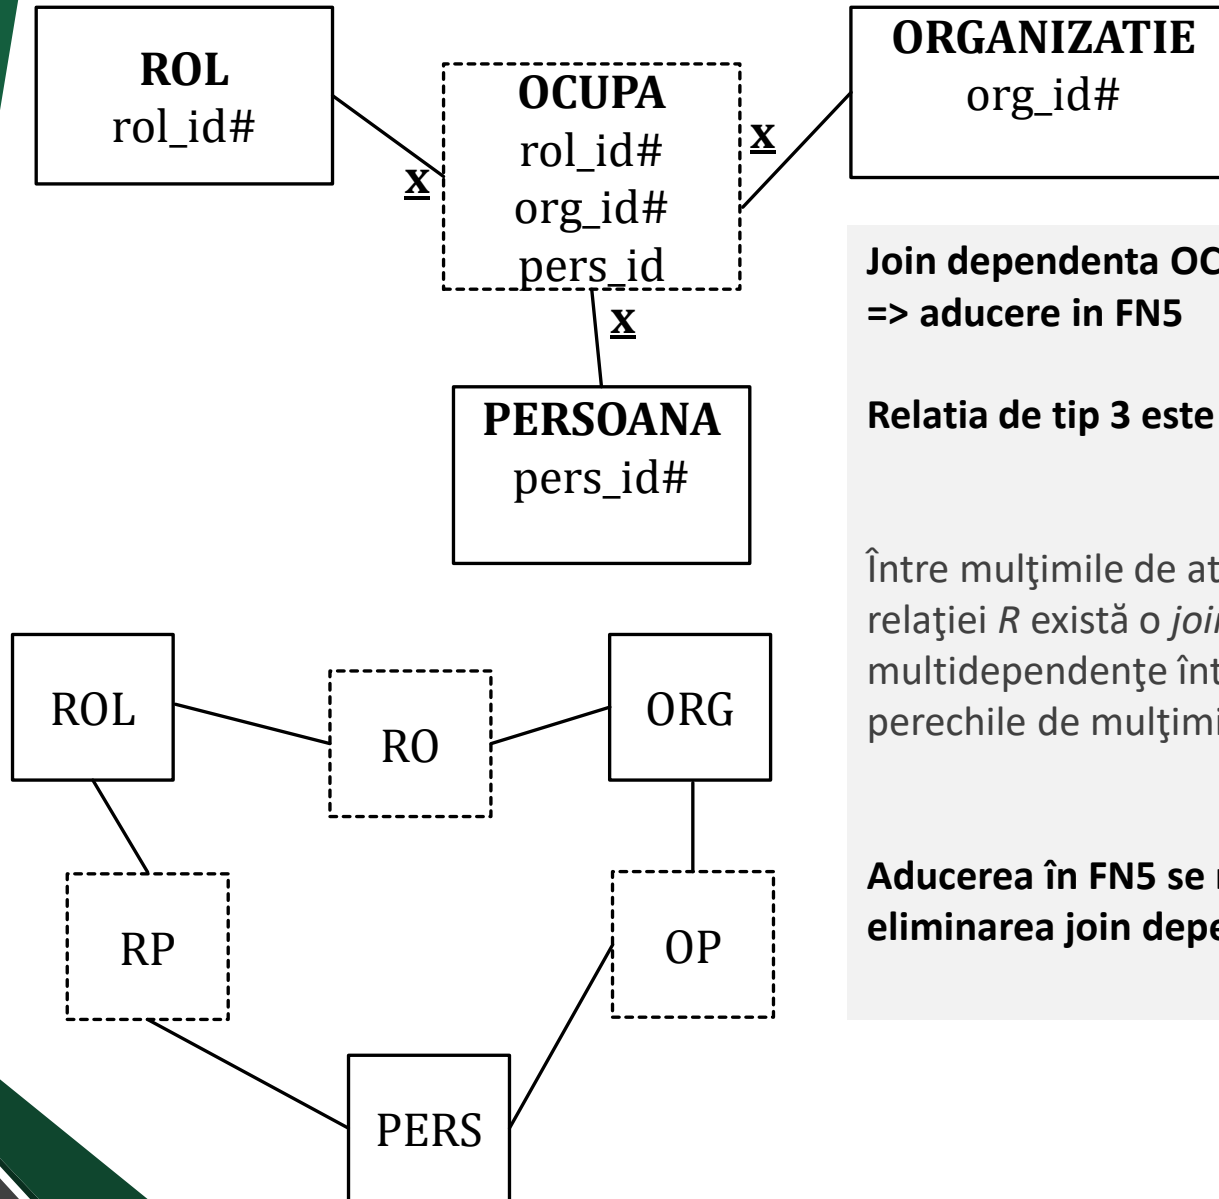 ROL
rol_id#
OCUPA
rol_id#
org_id#
pers_id
ORGANIZATIE
org_id#
x
x
x
PERSOANA
pers_id#
ROL
RO
ORG
RP
OP
PERS
Join dependenta OC
=> aducere in FN5
Relatia de tip 3 este
Între mulţimile de at
relaţiei R există o join
multidependenţe înt
perechile de mulţimi
Aducerea în FN5 se
eliminarea join depe